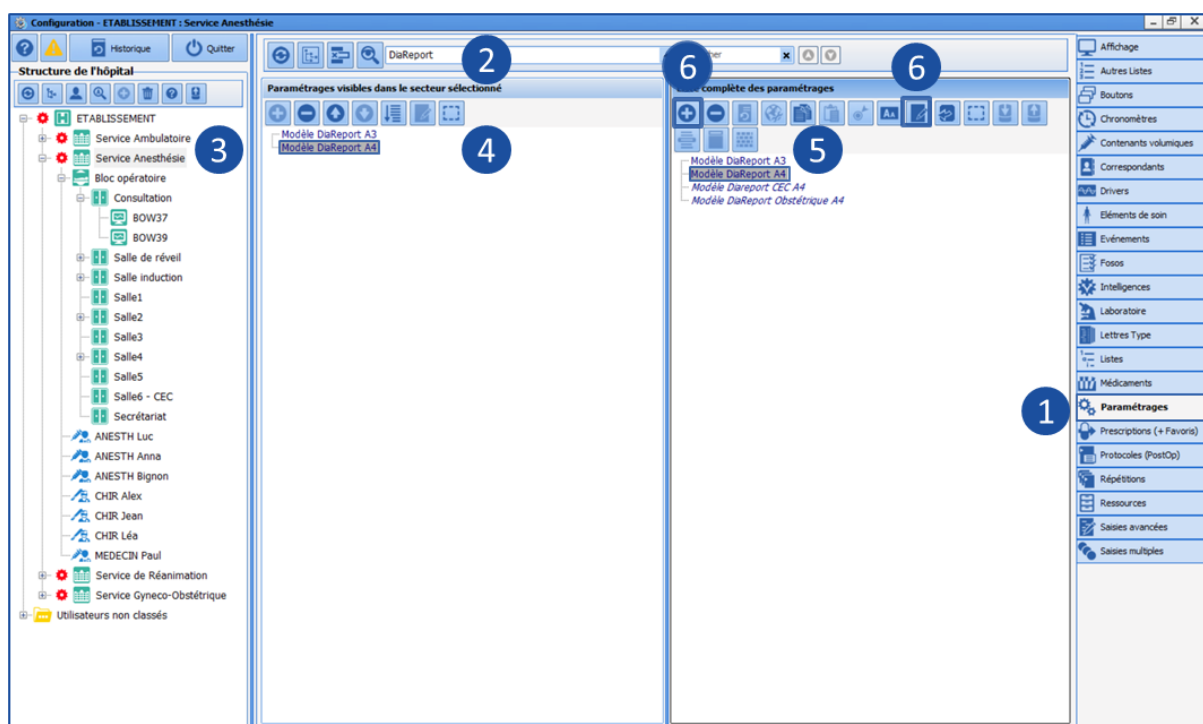 Configuration - ETABLISSEMENT : Service Anesthésie
Historique
Quitter
Structure de l'hôpital
ETABLISSEMENT
Service Ambulatoire
Service Anesthésie
3
Bloc opératoire
Consultation
BOW37
BOW39
Salle de réveil
Salle induction
Salle1
Salle2
Salle3
Salle4
Salle5
Salle6 - CEC
Secrétariat
ANESTH Luc
ANESTH Anna
ANESTH Bignon
CHIR Alex
CHIR Jean
CHIR Léa
MEDECIN Paul
Service de Réanimation
Service Gyneco-Obstétrique
Utilisateurs non classés
DiaReport
2
6
6
Paramétrages visibles dans le secteur sélectionné
Modèle DiaReport A3
Modèle DiaReport A4
4
complète des paramétrages
Aa
5
Modèle DiaReport A3
Modèle DiaReport A4
Modèle Diareport CEC A4
Modèle DiaReport Obstétrique A4
1
Affichage
Autres Listes
Boutons
Chronomètres
Contenants volumiques
Correspondants
Drivers
Eléments de soin
Evénements
Fosos
Intelligences
Laboratoire
Lettres Type
Listes
Médicaments
Paramétrages
Prescriptions (+ Favoris)
Protocoles (PostOp)
Répétitions
Ressources
Saisies avancées
Saisies multiples